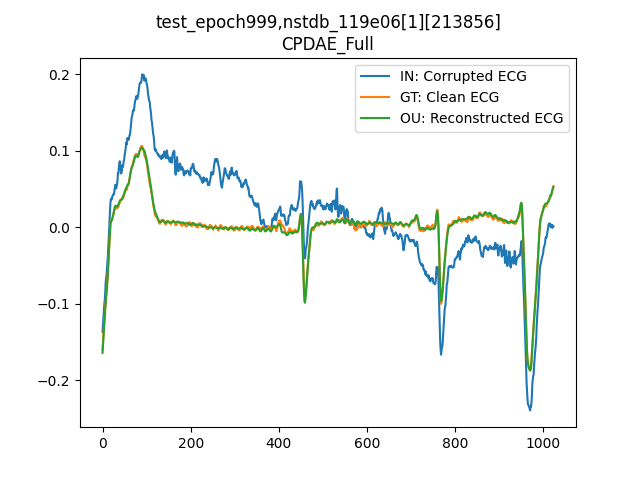 test_epoch999,nstdb_119e06[1][213856]
CPDAE_Full
IN: Corrupted ECG
GT: Clean ECG
OU: Reconstructed ECG
0.2
0.1
0.0
−0.1
−0.2
0
200
400
600
800
1000